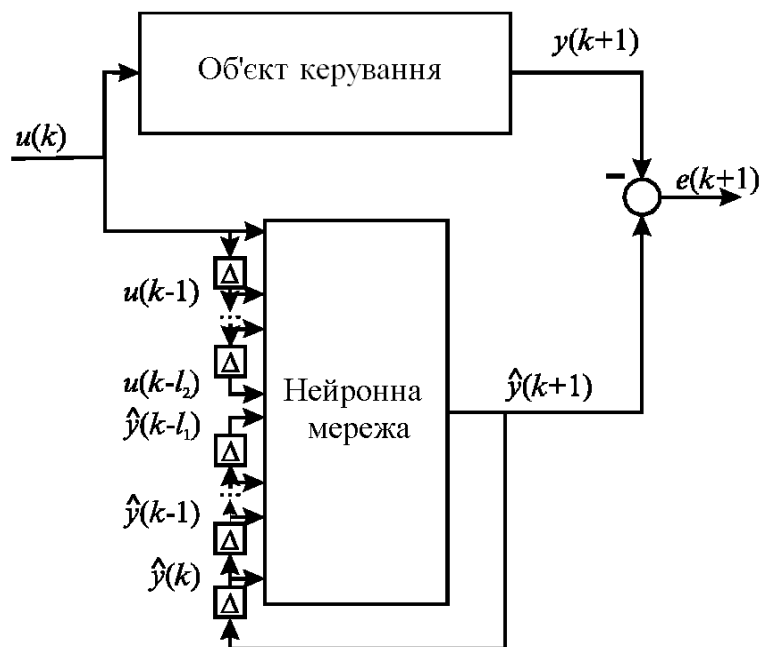 y(k+1)
Об'єкт керування
u(k)
-
e(k+1)
Δ
u(k-1)
...
Δ
u(k-l₂)
ŷ(k+1)
Нейронна
мережа
ŷ(k-l₁)
Δ
...
ŷ(k-1)
Δ
ŷ(k)
Δ